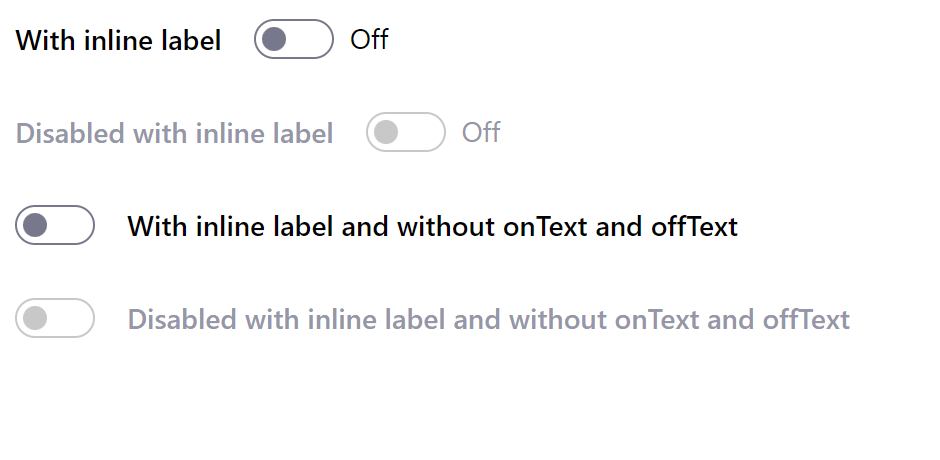 With inline label Off
Disabled with inline label Off
With inline label and without onText and offText
Disabled with inline label and without onText and offText